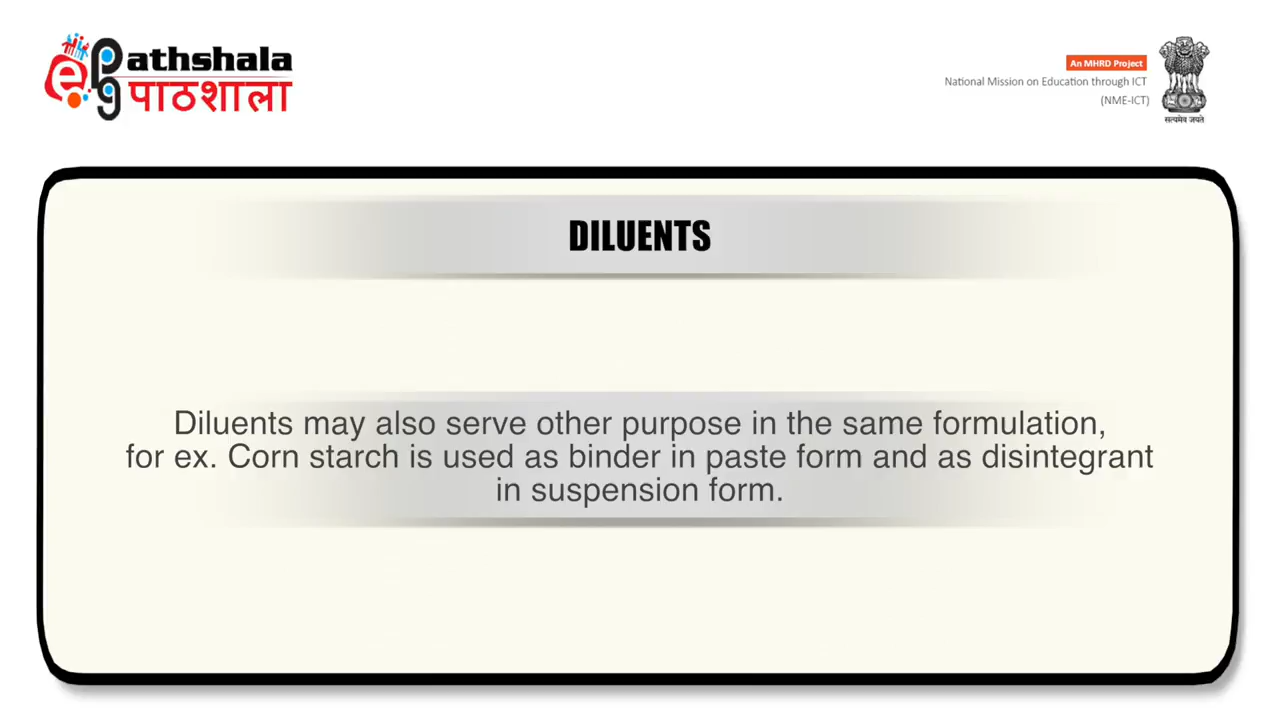 e pg athshala
पाठशाला
An MHRD Project
National Mission on Education through ICT
(NME-ICT)
सत्यमेव जयते
DILUENTS
Diluents may also serve other purpose in the same formulation,
for ex. Corn starch is used as binder in paste form and as disintegrant
in suspension form.